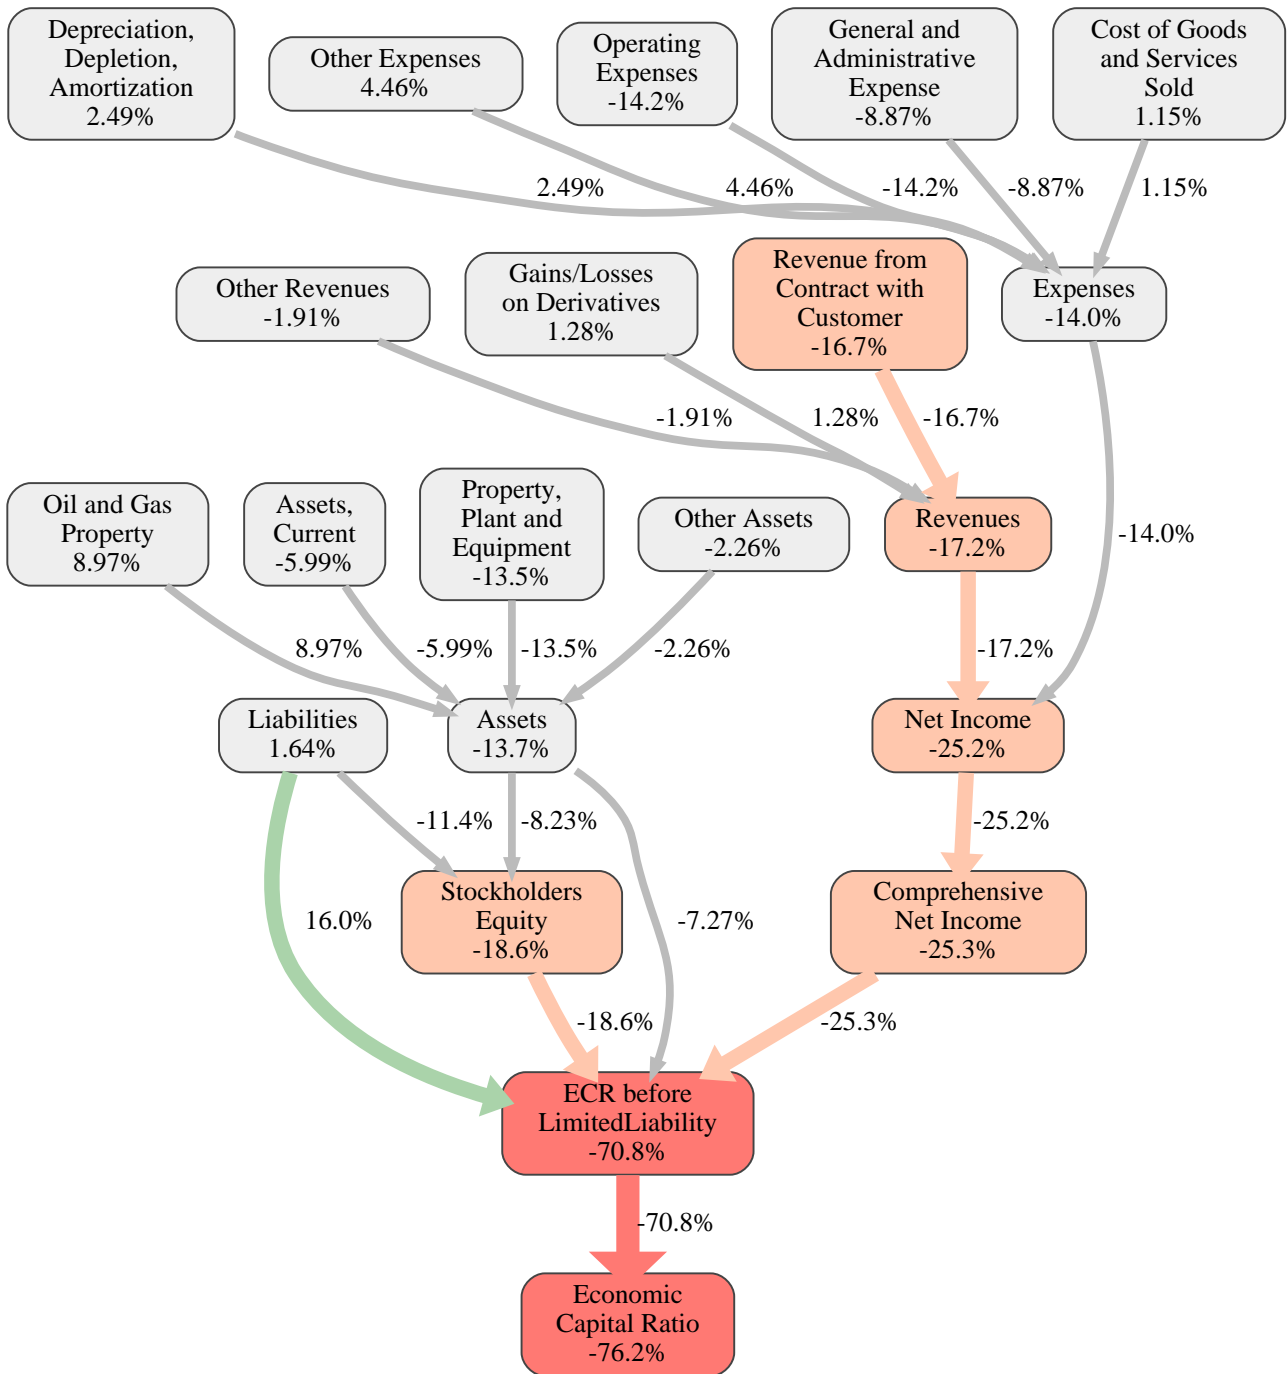 Depreciation,
Depletion,
Amortization
2.49%
Other Expenses
4.46%
Operating
Expenses
-14.2%
General and
Administrative
Expense
-8.87%
Cost of Goods
and Services
Sold
1.15%
2.49%
4.46%
-14.2%
-8.87%
1.15%
Other Revenues
-1.91%
Gains/Losses
on Derivatives
1.28%
Revenue from
Contract with
Customer
-16.7%
Expenses
-14.0%
-1.91%
1.28%
-16.7%
Oil and Gas
Property
8.97%
Assets,
Current
-5.99%
Property,
Plant and
Equipment
-13.5%
Other Assets
-2.26%
Revenues
-17.2%
-14.0%
8.97%
-5.99%
-13.5%
-2.26%
-17.2%
Liabilities
1.64%
Assets
-13.7%
Net Income
-25.2%
-11.4%
-8.23%
-25.2%
16.0%
Stockholders
Equity
-18.6%
-7.27%
Comprehensive
Net Income
-25.3%
-18.6%
-25.3%
ECR before
LimitedLiability
-70.8%
-70.8%
Economic
Capital Ratio
-76.2%